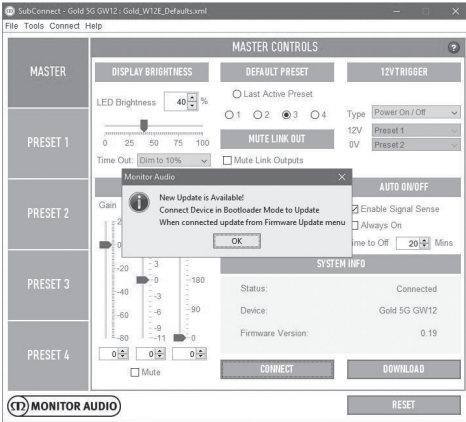 SubConnect - Gold 5G GW12 : Gold_W12E_Defaults.xml
File Tools Connect Help
MASTER CONTROLS
?
MASTER
DISPLAY BRIGHTNESS
DEFAULT PRESET
12V TRIGGER
LED Brightness 40 %
Last Active Preset
1 2 3 4
Type Power On / Off
12V Preset 1
0V Preset 2
0 25 50 75 100
Time Out: Dim to 10%
MUTE LINK OUT
Mute Link Outputs
PRESET 1
Monitor Audio
New Update is Available!
Connect Device in Bootloader Mode to Update
When connected update from Firmware Update menu
OK
AUTO ON/OFF
Enable Signal Sense
Always On
Time to Off 20 Mins
PRESET 2
Gain
0
-20
-40
-60
-80
-3
-0
-3
-6
-9
-11
-180
-90
-0
0 0 0
Mute
PRESET 3
SYSTEM INFO
Status: Connected
Device: Gold 5G GW12
Firmware Version: 0.19
PRESET 4
CONNECT
DOWNLOAD
MONITOR AUDIO
RESET